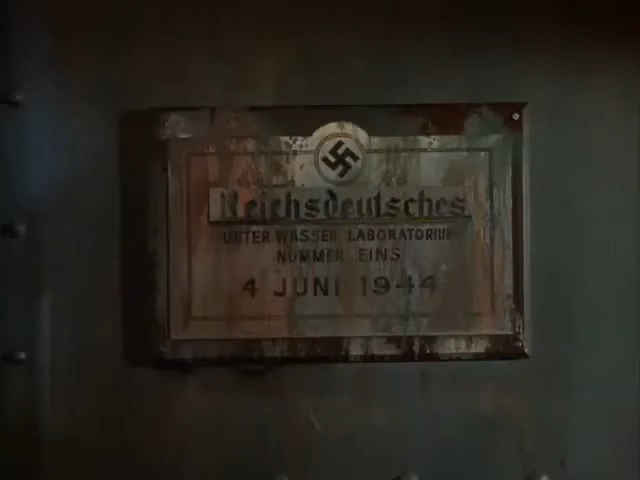 Reichsdeutsches
UNTER WASSER LABORATORIUM
NUMMER EINS
4 JUNI 1944